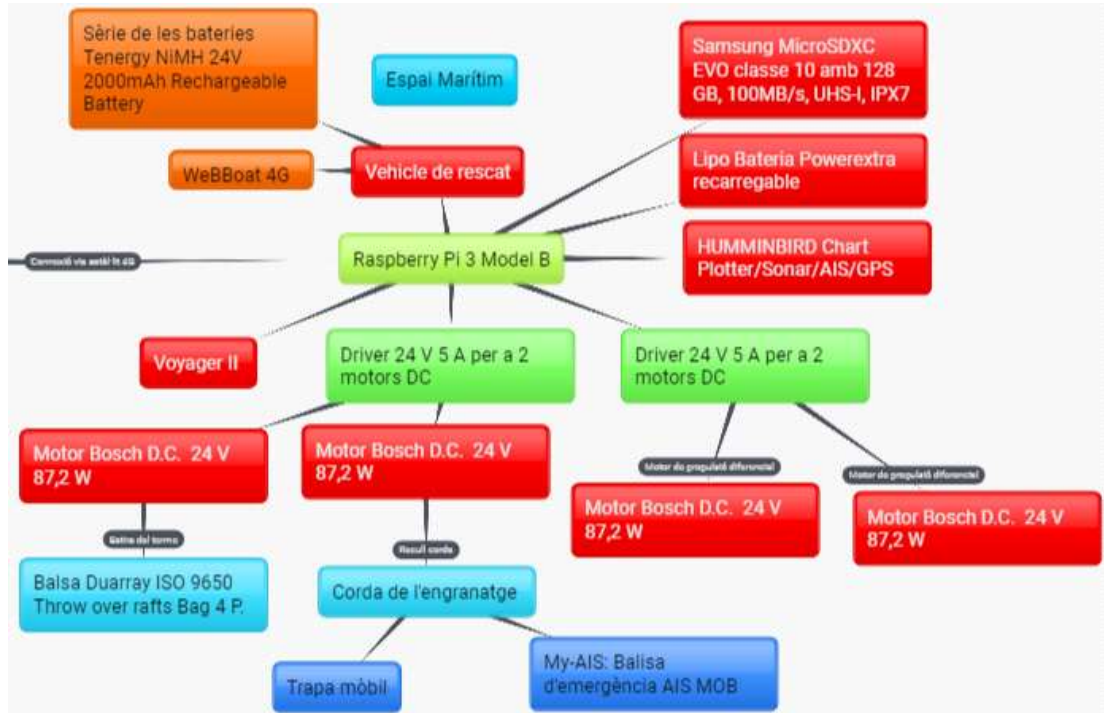 Sèrie de les bateries
Tenergy NiMH 24V
2000mAh Rechargeable
Battery
Espai Marítim
Samsung MicroSDXC
EVO classe 10 amb 128
GB, 100MB/s, UHS-I, IPX7
WeBBoat 4G
Vehicle de rescat
Lipo Bateria Powerextra
recarregable
Raspberry Pi 3 Model B
HUMMINBIRD Chart
Plotter/Sonar/AIS/GPS
Voyager II
Driver 24 V 5 A per a 2
motors DC
Driver 24 V 5 A per a 2
motors DC
Motor Bosch D.C. 24 V
87,2 W
Motor Bosch D.C. 24 V
87,2 W
Motor de propulsió diferencial
Motor de propulsió diferencial
Motor Bosch D.C. 24 V
87,2 W
Motor Bosch D.C. 24 V
87,2 W
Recull corda
Balsa Duarray ISO 9650
Throw over rafts Bag 4 P.
Corda de l'engranatge
Trapa mòbil
My-AIS: Balisa
d'emergència AIS MOB